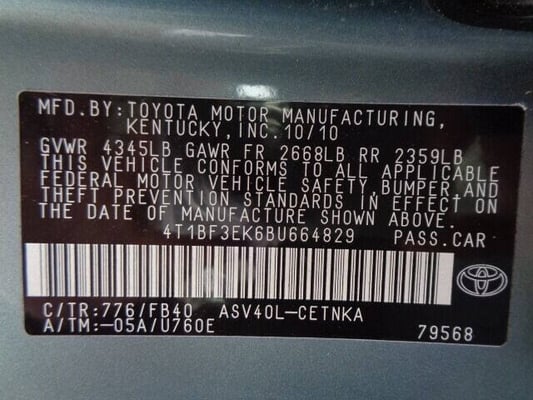 MFD.BY:TOYOTA MOTOR MANUFACTURING,
KENTUCKY,INC.10/10
GVWR 4345LB GAWR FR 2668LB RR 2359LB
THIS VEHICLE CONFORMS TO ALL APPLICABLE
FEDERAL MOTOR VEHICLE SAFETY,BUMPER AND
THEFT PREVENTION STANDARDS IN EFFECT ON
THE DATE OF MANUFACTURE SHOWN ABOVE.
4T1BF3EK6BU664829 PASS.CAR
C/TR:776/FB40 ASV40L-CETNKA
A/TM:-05A/U760E 79568